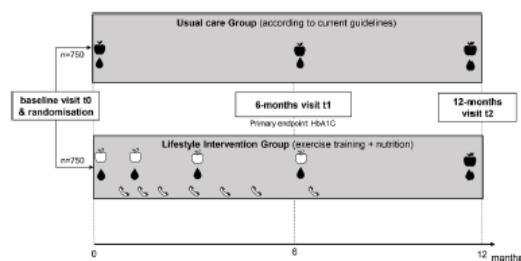 Usual care Group (according to current guidelines)
n=750
baseline visit t0
& randomisation
6-months visit t1
Primary endpoint: HbA1C
12-months
visit t2
Lifestyle Intervention Group (exercise training + nutrition)
n=750
0
6
12
months